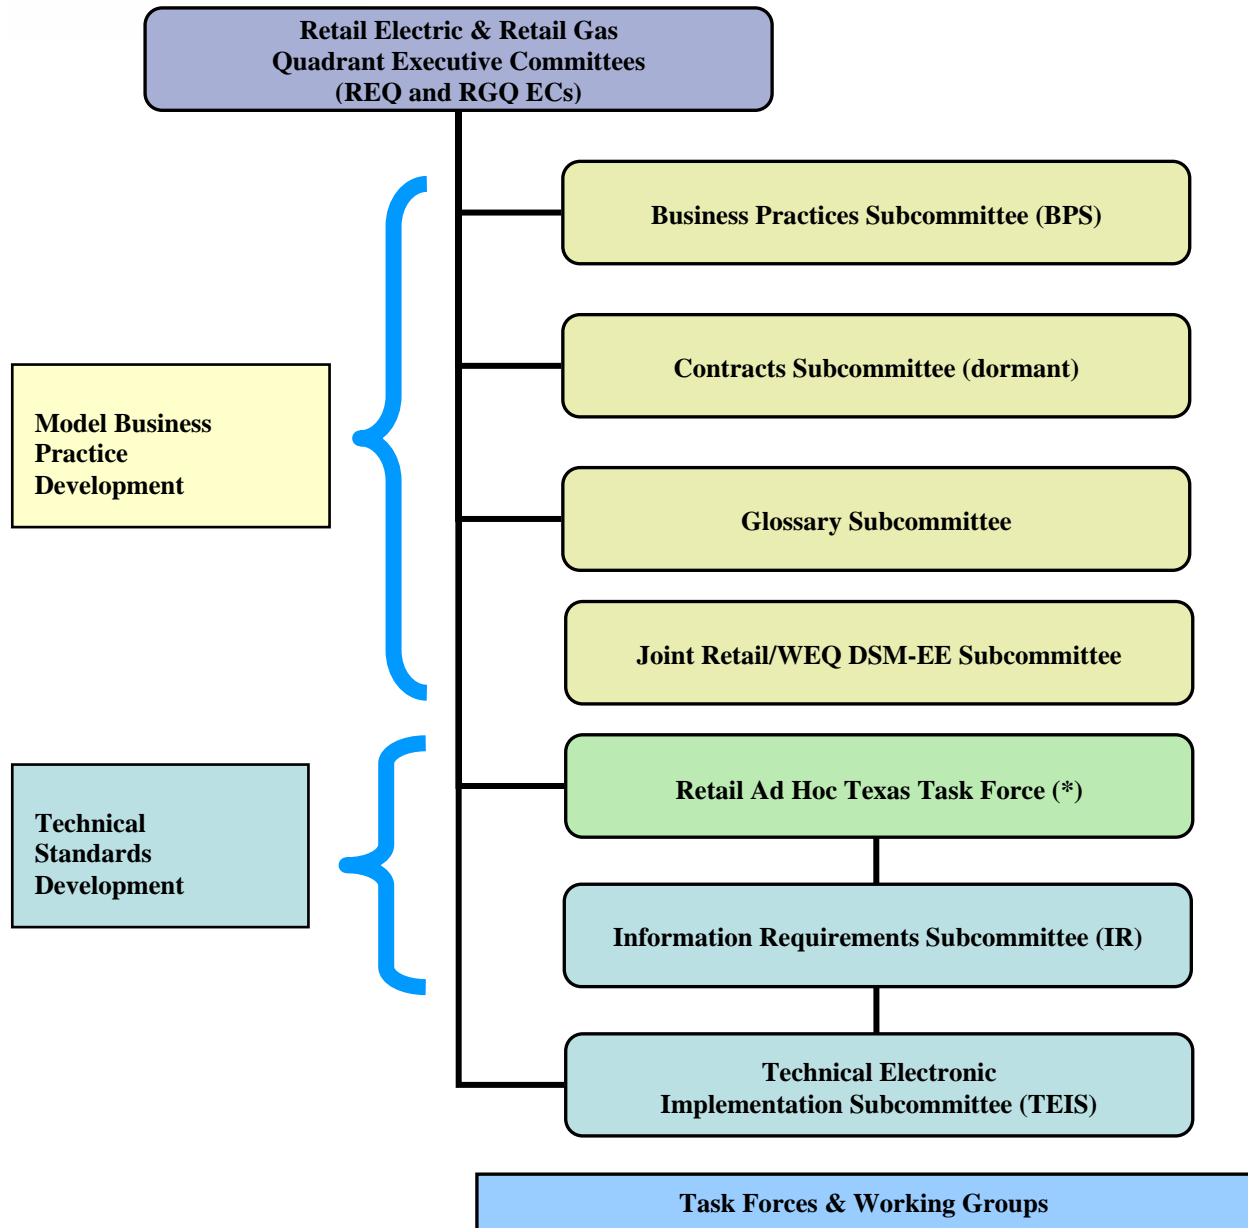 Retail Electric & Retail Gas
Quadrant Executive Committees
(REQ and RGQ ECs)
Business Practices Subcommittee (BPS)
Contracts Subcommittee (dormant)
Model Business
Practice
Development
Glossary Subcommittee
Joint Retail/WEQ DSM-EE Subcommittee
Retail Ad Hoc Texas Task Force (*)
Technical
Standards
Development
Information Requirements Subcommittee (IR)
Technical Electronic
Implementation Subcommittee (TEIS)
Task Forces & Working Groups